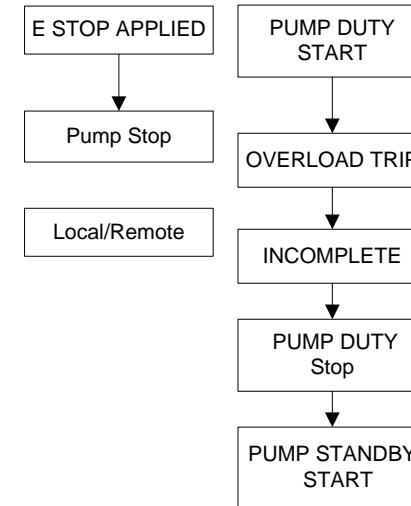 E STOP APPLIED
Pump Stop
Local/Remote
PUMP DUTY
START
OVERLOAD TRIP
INCOMPLETE
PUMP DUTY
Stop
PUMP STANDBY
START